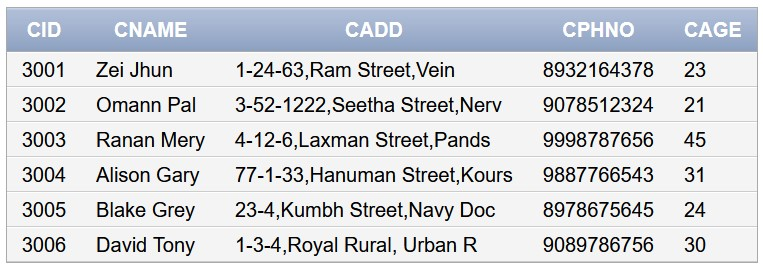 CID CNAME CADD CPHNO CAGE
3001 Zei Jhun 1-24-63,Ram Street,Vein 8932164378 23
3002 Omann Pal 3-52-1222,Seetha Street,Nerv 9078512324 21
3003 Ranan Mery 4-12-6,Laxman Street,Pands 9998787656 45
3004 Alison Gary 77-1-33,Hanuman Street,Kours 9887766543 31
3005 Blake Grey 23-4,Kumbh Street,Navy Doc 8978675645 24
3006 David Tony 1-3-4,Royal Rural, Urban R 9089786756 30